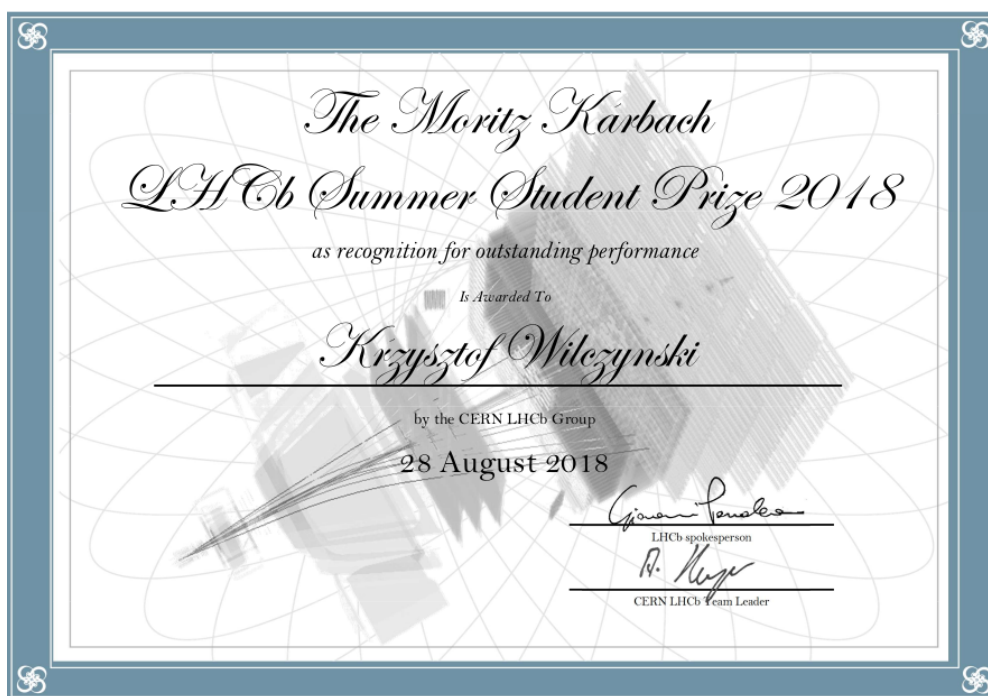 The Moritz Karbach
LHCb Summer Student Prize 2018
as recognition for outstanding performance
Is Awarded To
Krzysztof Wilczynski
by the CERN LHCb Group
28 August 2018
LHCb spokesperson
CERN LHCb Team Leader